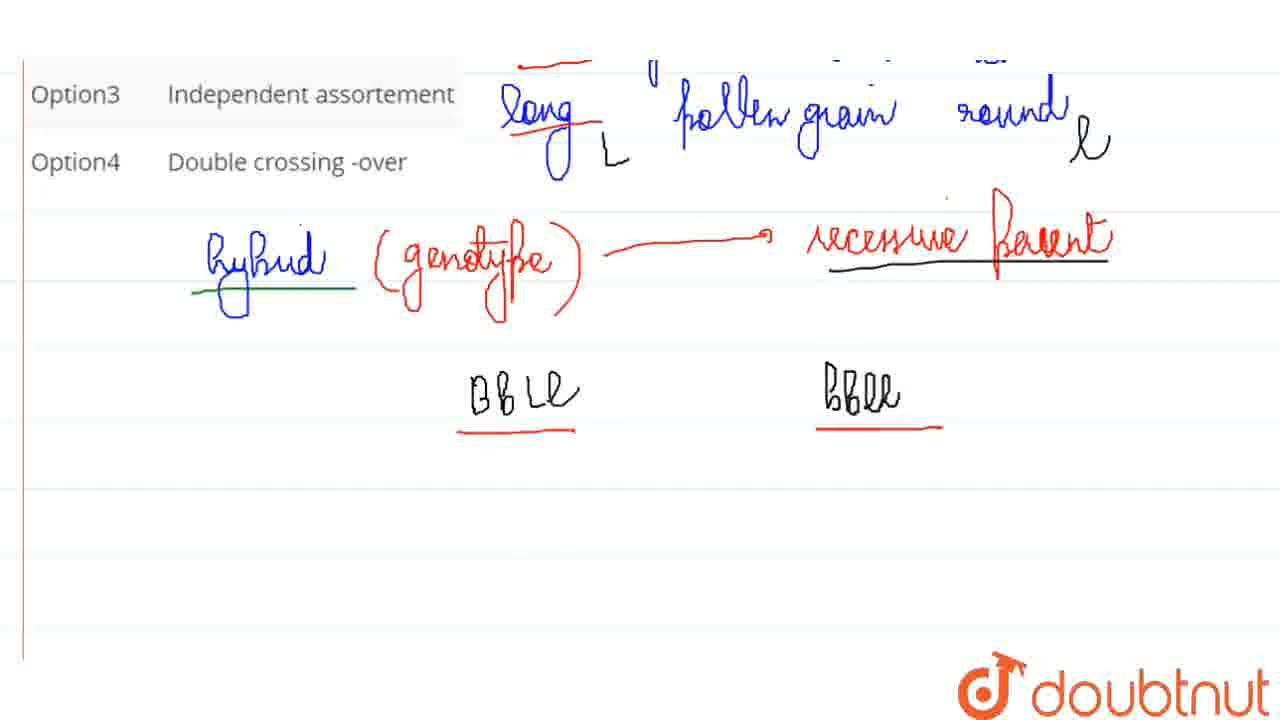 Option3 Independent assortement
long L pollen grain round l
Option4 Double crossing -over
hybrid (genotype) recessive parent
BbLl bbll
doubtnut